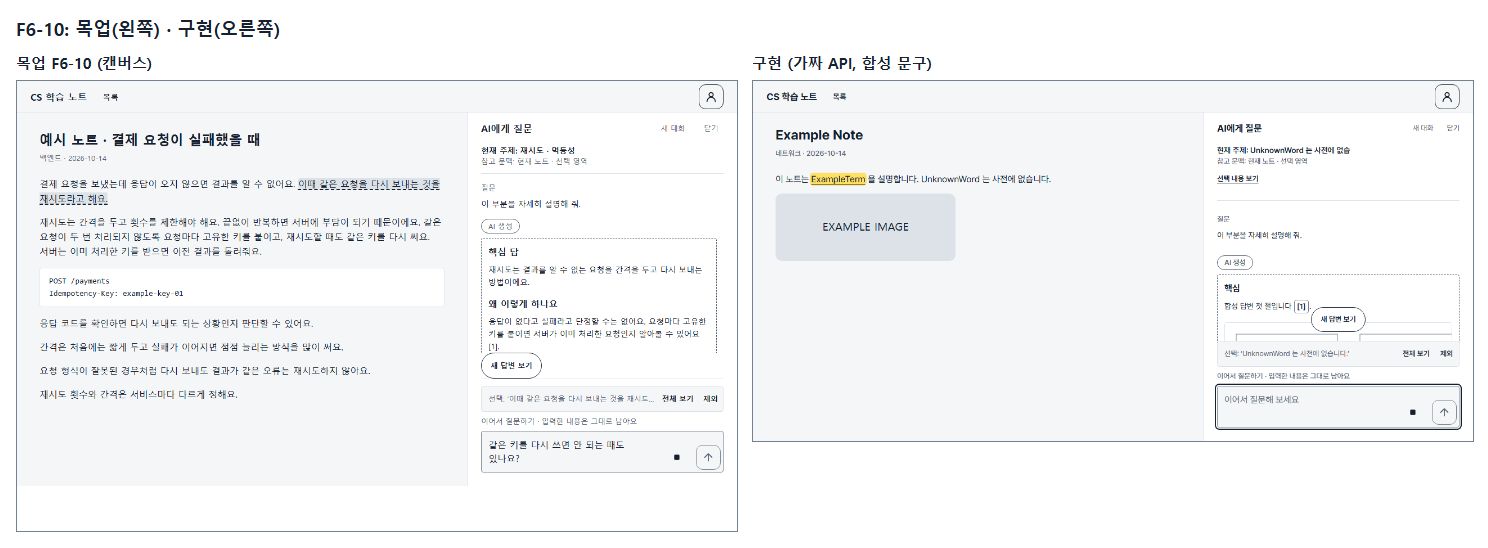 F6-10: 목업(왼쪽) · 구현(오른쪽)
목업 F6-10 (캔버스)
CS 학습 노트 목록
예시 노트 · 결제 요청이 실패했을 때
백엔드 · 2026-10-14
결제 요청을 보냈는데 응답이 오지 않으면 결과를 알 수 없어요. 이때 같은 요청을 다시 보내는 것을
재시도라고 해요.
재시도는 간격을 두고 횟수를 제한해야 해요. 끝없이 반복하면 서버에 부담이 되기 때문이에요. 같은
요청이 두 번 처리되지 않도록 요청마다 고유한 키를 붙이고, 재시도할 때도 같은 키를 다시 써요.
서버는 이미 처리한 키를 받으면 이전 결과를 돌려줘요.
POST /payments
Idempotency-Key: example-key-01
응답 코드를 확인하면 다시 보내도 되는 상황인지 판단할 수 있어요.
간격은 처음에는 짧게 두고 실패가 이어지면 점점 늘리는 방식을 많이 써요.
요청 형식이 잘못된 경우처럼 다시 보내도 결과가 같은 오류는 재시도하지 않아요.
재시도 횟수와 간격은 서비스마다 다르게 정해요.
AI에게 질문 새 대화 닫기
현재 주제: 재시도 · 멱등성
참고 문맥: 현재 노트 · 선택 영역
질문
이 부분을 자세히 설명해 줘.
AI 생성
핵심 답
재시도는 결과를 알 수 없는 요청을 간격을 두고 다시 보내는
방법이에요.
왜 이렇게 하나요
응답이 없다고 실패라고 단정할 수는 없어요. 요청마다 고유한
키를 붙이면 서버가 이미 처리한 요청인지 알아볼 수 있어요
[1].
새 답변 보기
선택: ‘이때 같은 요청을 다시 보내는 것을 재시도… 전체 보기 제외
이어서 질문하기 · 입력한 내용은 그대로 남아요
같은 키를 다시 쓰면 안 되는 때도
있나요?
구현 (가짜 API, 합성 문구)
CS 학습 노트 목록
Example Note
네트워크 · 2026-10-14
이 노트는 ExampleTerm 을 설명합니다. UnknownWord 는 사전에 없습니다.
EXAMPLE IMAGE
AI에게 질문 새 대화 닫기
현재 주제: UnknownWord 는 사전에 없습
참고 문맥: 현재 노트 · 선택 영역
선택 내용 보기
질문
이 부분을 자세히 설명해 줘.
AI 생성
핵심
합성 답변 첫 절입니다 [1].
새 답변 보기
선택: ‘UnknownWord 는 사전에 없습니다.’ 전체 보기 제외
이어서 질문하기 · 입력한 내용은 그대로 남아요
이어서 질문해 보세요